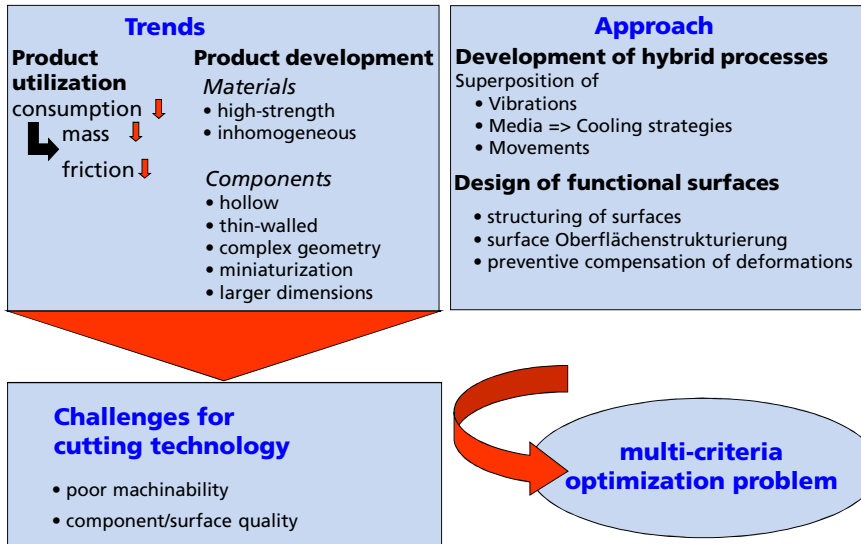 Trends
Product
utilization
consumption
mass
friction
Product development
Materials
• high-strength
• inhomogeneous
Components
• hollow
• thin-walled
• complex geometry
• miniaturization
• larger dimensions
Approach
Development of hybrid processes
Superposition of
• Vibrations
• Media => Cooling strategies
• Movements
Design of functional surfaces
• structuring of surfaces
• surface Oberflächenstrukturierung
• preventive compensation of deformations
Challenges for
cutting technology
• poor machinability
• component/surface quality
multi-criteria
optimization problem